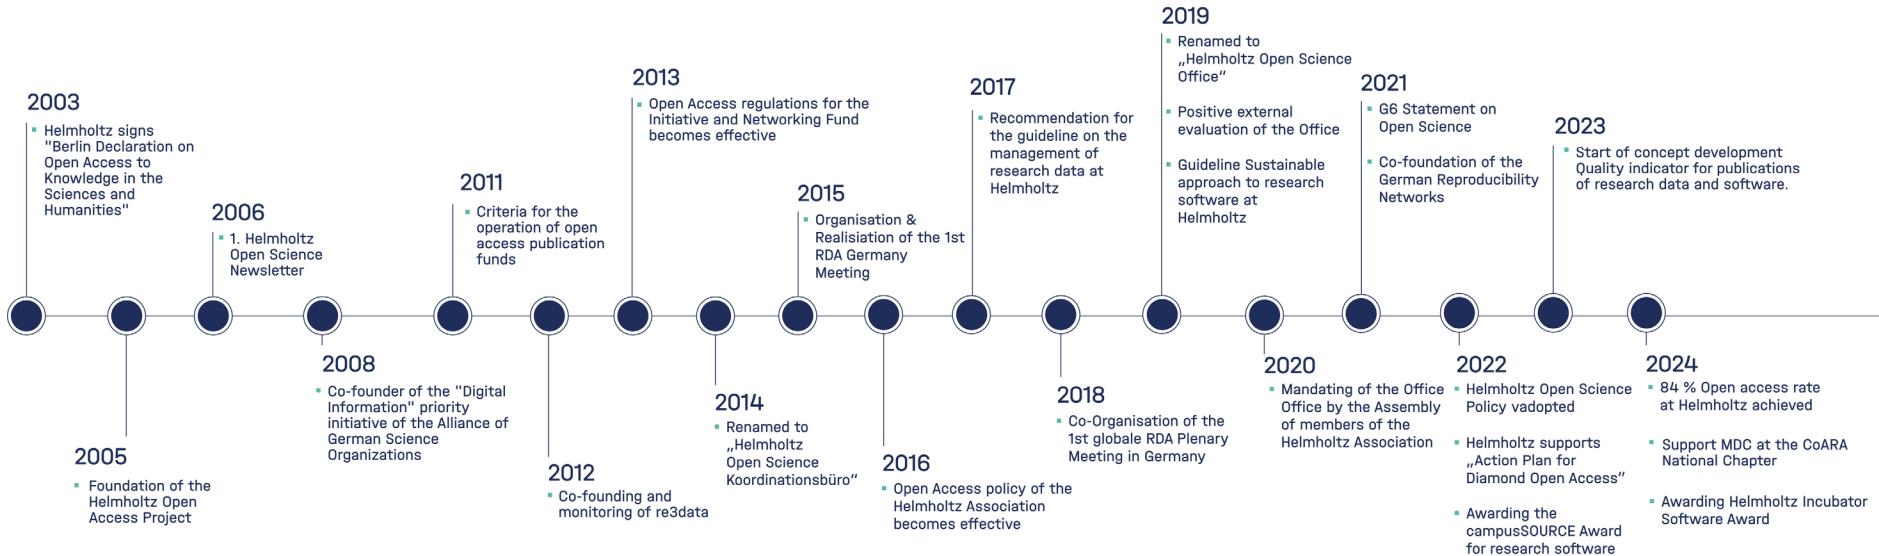 2003
Helmholtz signs
"Berlin Declaration on
Open Access to
Knowledge in the
Sciences and
Humanities"
2005
Foundation of the
Helmholtz Open
Access Project
2006
1. Helmholtz
Open Science
Newsletter
2008
Co-founder of the "Digital
Information" priority
initiative of the Alliance of
German Science
Organizations
2011
Criteria for the
operation of open
access publication
funds
2012
Co-founding and
monitoring of re3data
2013
Open Access regulations for the
Initiative and Networking Fund
becomes effective
2014
Renamed to
„Helmholtz
Open Science
Koordinationsbüro“
2015
Organisation &
Realisiation of the 1st
RDA Germany
Meeting
2016
Open Access policy of the
Helmholtz Association
becomes effective
2017
Recommendation for
the guideline on the
management of
research data at
Helmholtz
2018
Co-Organisation of the
1st globale RDA Plenary
Meeting in Germany
2019
Renamed to
„Helmholtz Open Science
Office“
Positive external
evaluation of the Office
Guideline Sustainable
approach to research
software at
Helmholtz
2020
Mandating of the Office
Office by the Assembly
of members of the
Helmholtz Association
2021
G6 Statement on
Open Science
Co-foundation of the
German Reproducibility
Networks
2022
Helmholtz Open Science
Policy vadopted
Helmholtz supports
„Action Plan for
Diamond Open Access“
Awarding the
campusSOURCE Award
for research software
2023
Start of concept development
Quality indicator for publications
of research data and software.
2024
84 % Open access rate
at Helmholtz achieved
Support MDC at the CoARA
National Chapter
Awarding Helmholtz Incubator
Software Award